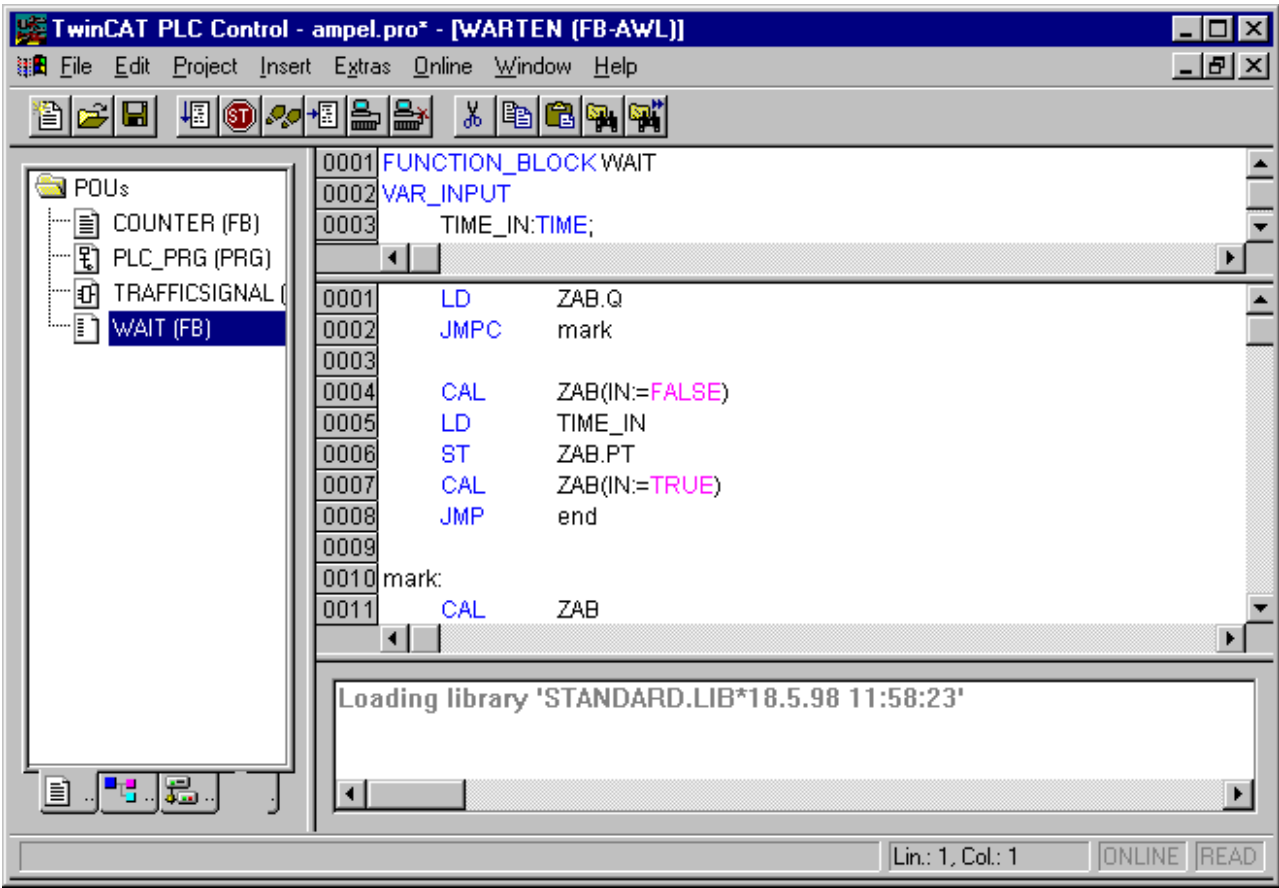 TwinCAT PLC Control - ampel.pro* - [WARTEN (FB-AWL)]
File Edit Project Insert Extras Online Window Help
ST
POUs
COUNTER (FB)
PLC_PRG (PRG)
TRAFFICSIGNAL (
WAIT (FB)
0001 FUNCTION_BLOCK WAIT
0002 VAR_INPUT
0003 TIME_IN:TIME;
0001 LD ZAB.Q
0002 JMPC mark
0003
0004 CAL ZAB(IN:=FALSE)
0005 LD TIME_IN
0006 ST ZAB.PT
0007 CAL ZAB(IN:=TRUE)
0008 JMP end
0009
0010 mark:
0011 CAL ZAB
Loading library 'STANDARD.LIB*18.5.98 11:58:23'
.. .. .. .
Lin.: 1, Col.: 1 ONLINE READ